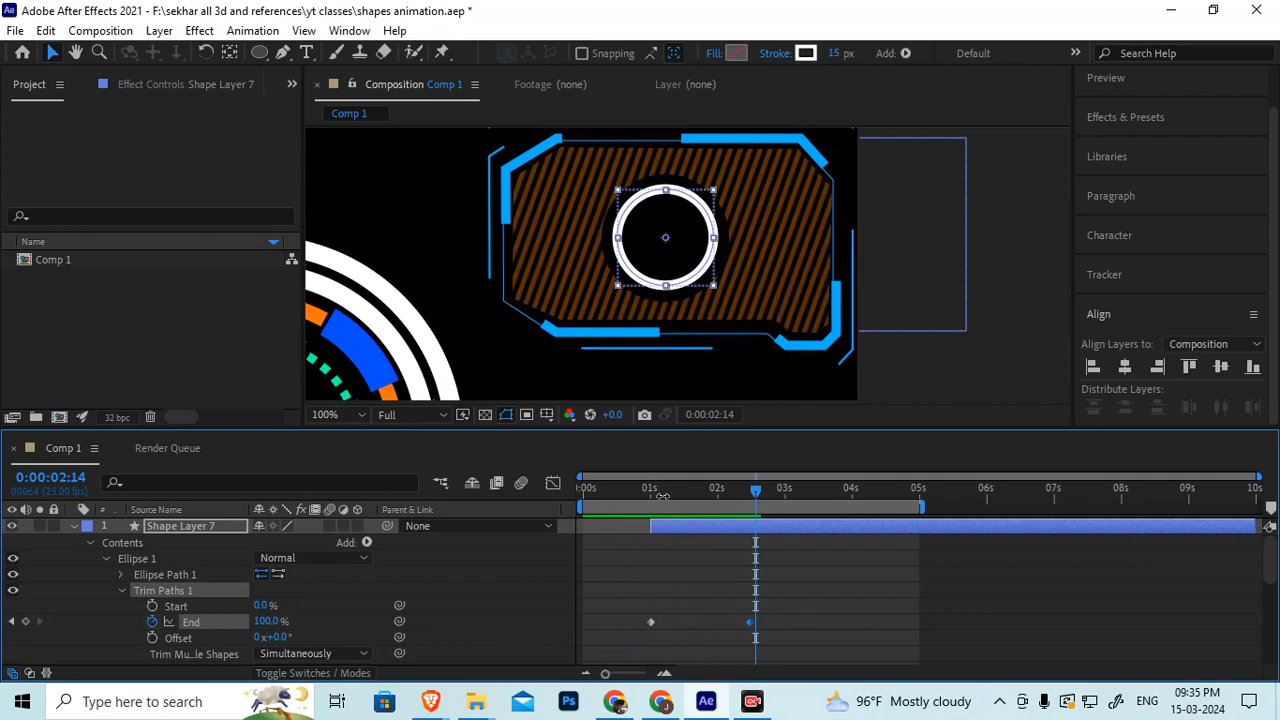 Adobe After Effects 2021 - F:\sekhar all 3d and references\yt classes\shapes animation.aep *
File Edit Composition Layer Effect Animation View Window Help
Snapping Fill: Stroke: 15 px Add: Default Search Help
Project Effect Controls Shape Layer 7 Composition Comp 1 Footage (none) Layer (none) Preview
Comp 1
Effects & Presets
Libraries
Paragraph
Character
Tracker
Align
Name
Comp 1
Align Layers to: Composition
Distribute Layers:
32 bpc 100% Full +0.0 0:00:02:14
Comp 1 Render Queue
0:00:02:14
00064 (25.00 fps)
:00s 01s 02s 03s 04s 05s 06s 07s 08s 09s 10s
# Source Name Parent & Link
1 Shape Layer 7 None
Contents Add:
Ellipse 1 Normal
Ellipse Path 1
Trim Paths 1
Start 0.0 %
End 100.0 %
Offset 0x+0.0°
Trim Mu...le Shapes Simultaneously
Toggle Switches / Modes
Type here to search Ps Ae 96°F Mostly cloudy ENG 09:35 PM 15-03-2024